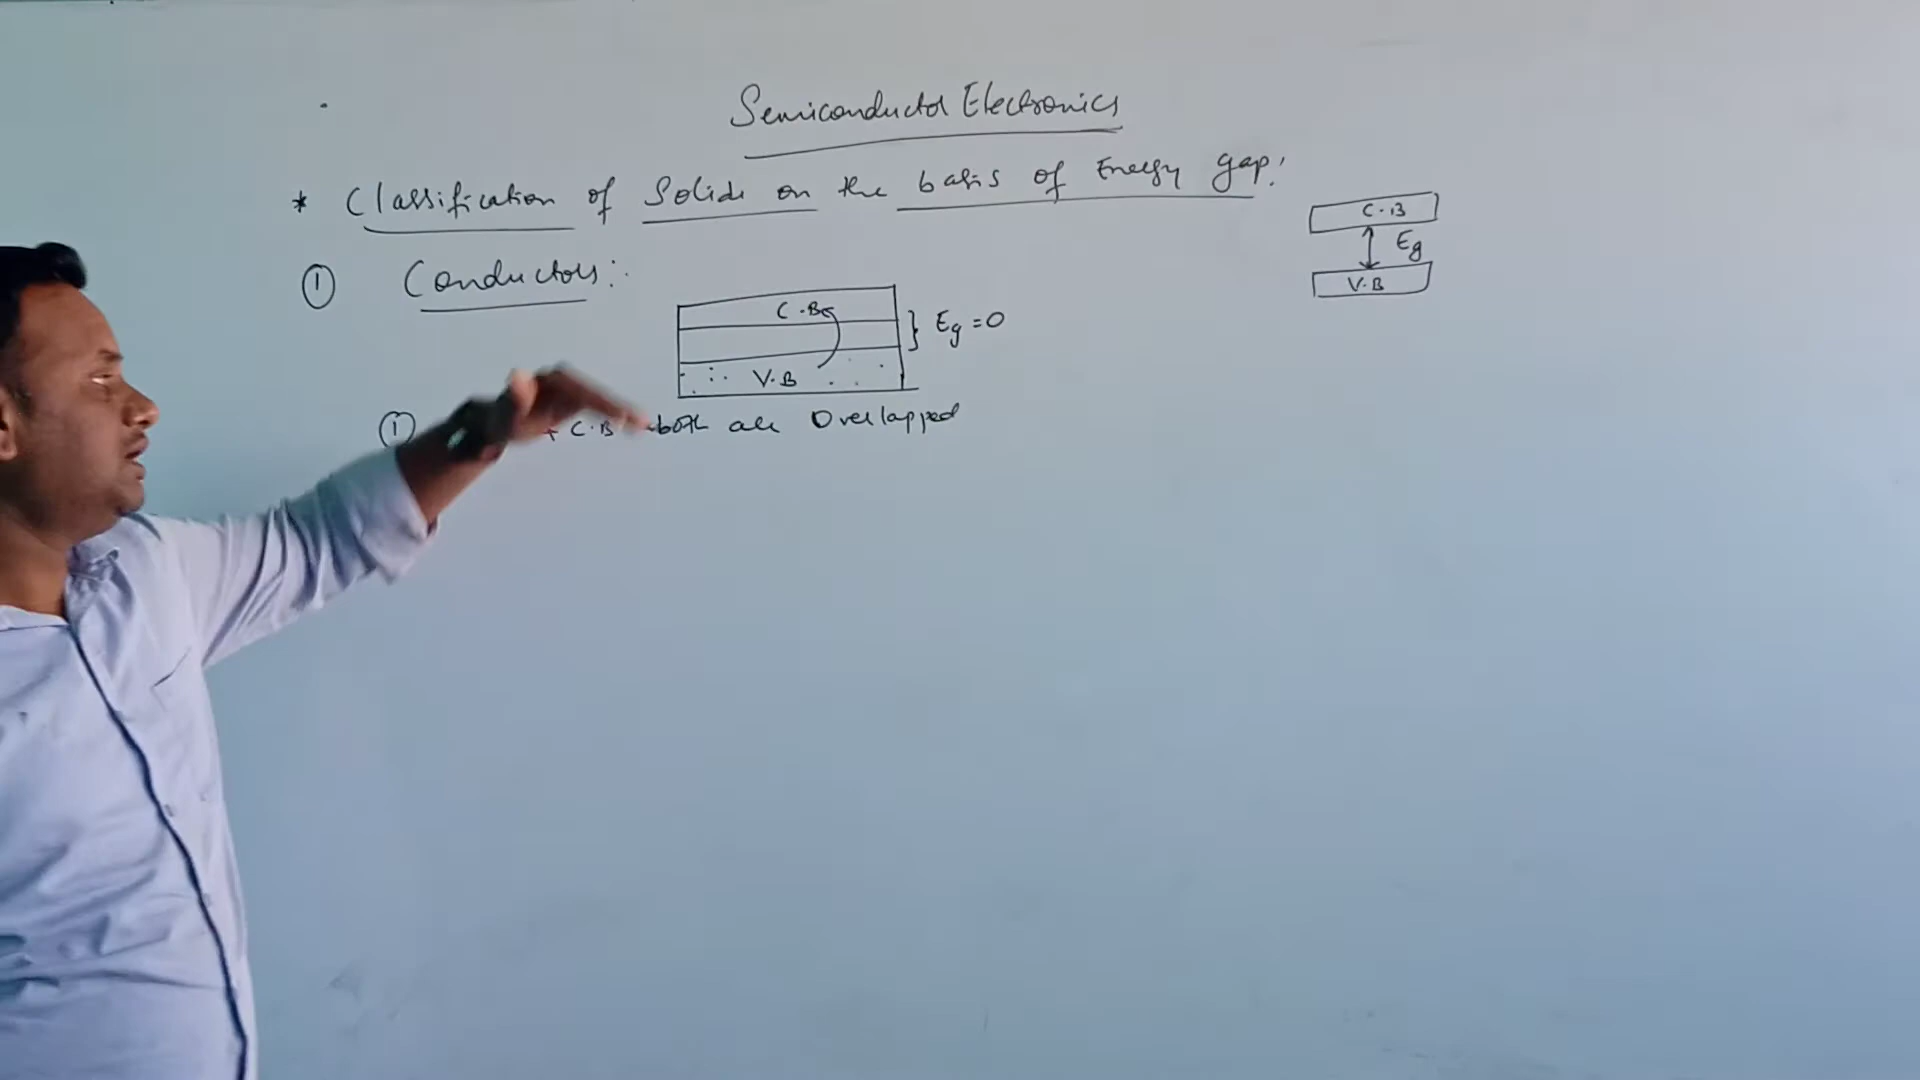 Semiconductor Electronics
* Classification of Solids on the basis of Energy gap:
C.B
Eg
V.B
① Conductors:
C.B
Eg = 0
V.B
① + C.B both are Overlapped